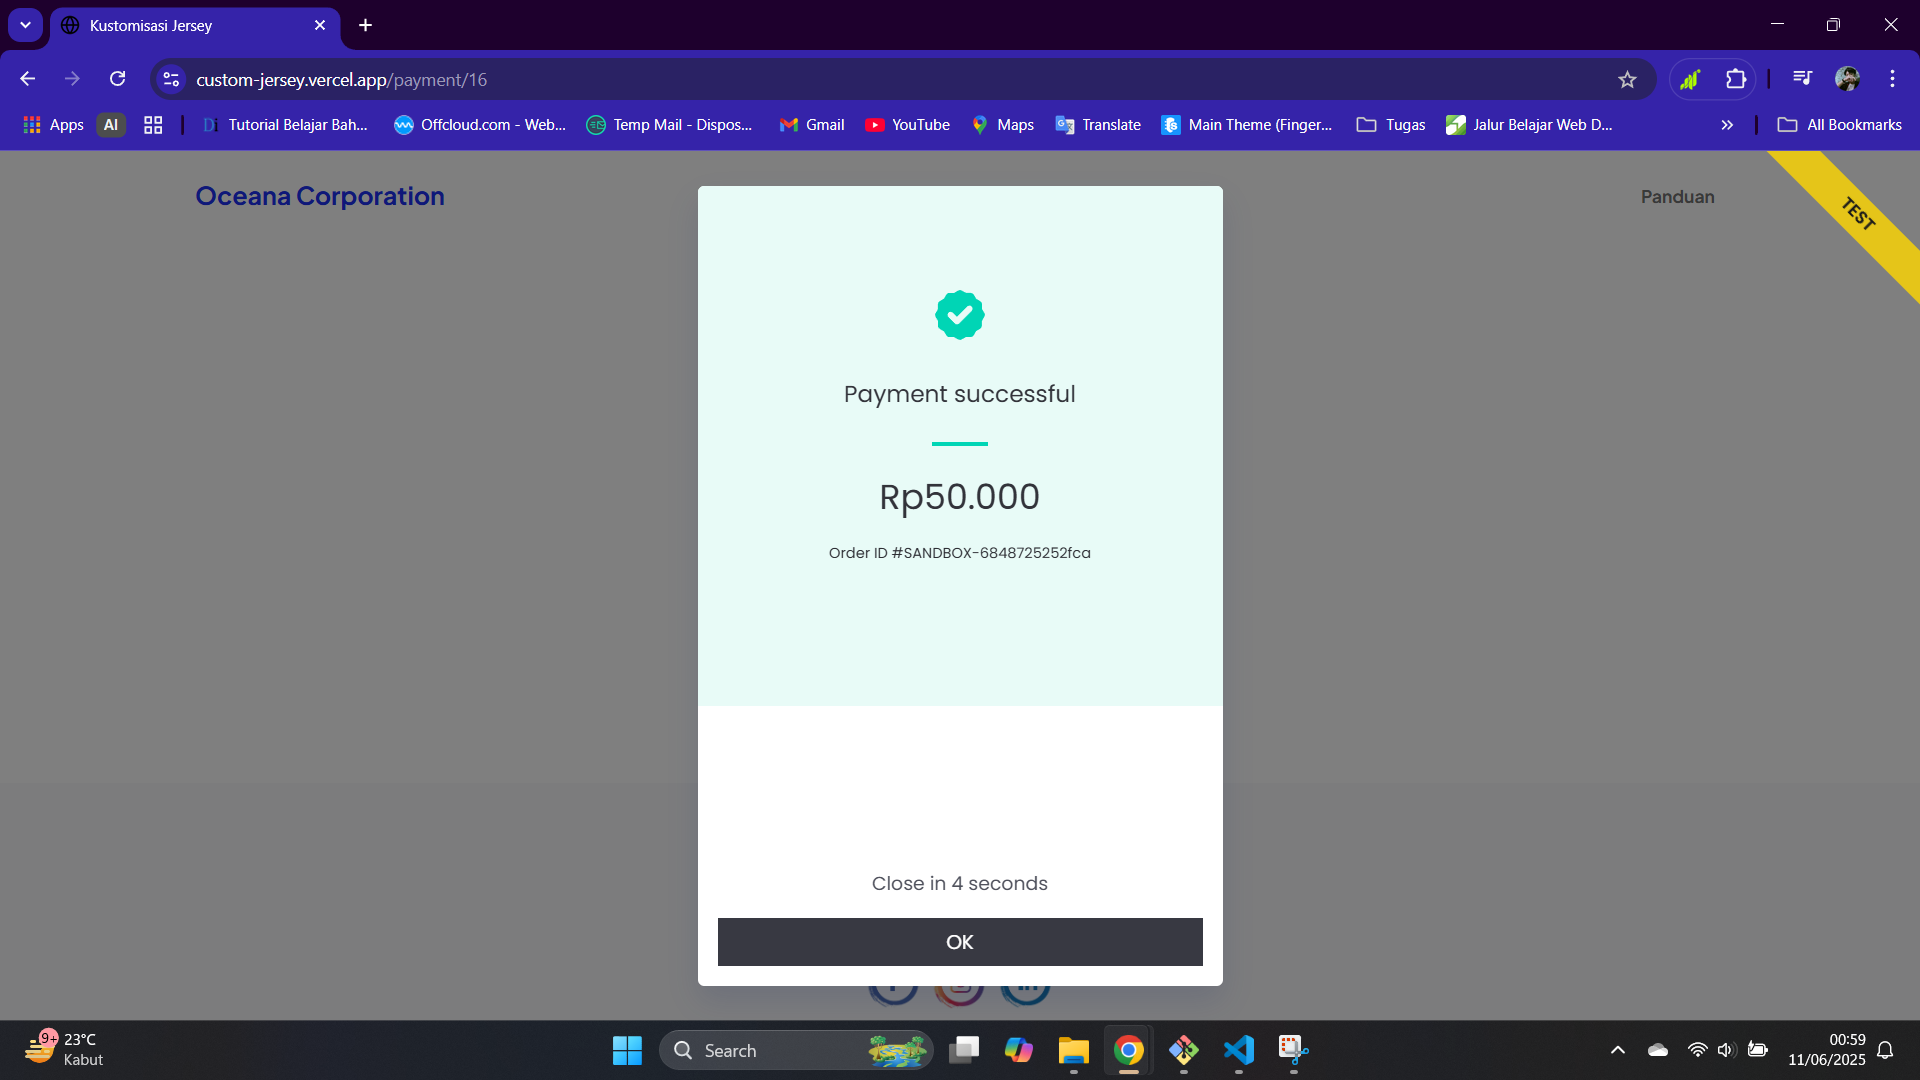 Kustomisasi Jersey
custom-jersey.vercel.app/payment/16
Apps
AI
Di Tutorial Belajar Bah...
Offcloud.com - Web...
Temp Mail - Dispos...
Gmail
YouTube
Maps
Translate
Main Theme (Finger...
Tugas
Jalur Belajar Web D...
All Bookmarks
Oceana Corporation
Panduan
TEST
Payment successful
Rp50.000
Order ID #SANDBOX-6848725252fca
Close in 4 seconds
OK
9+
23°C
Kabut
Search
00:59
11/06/2025